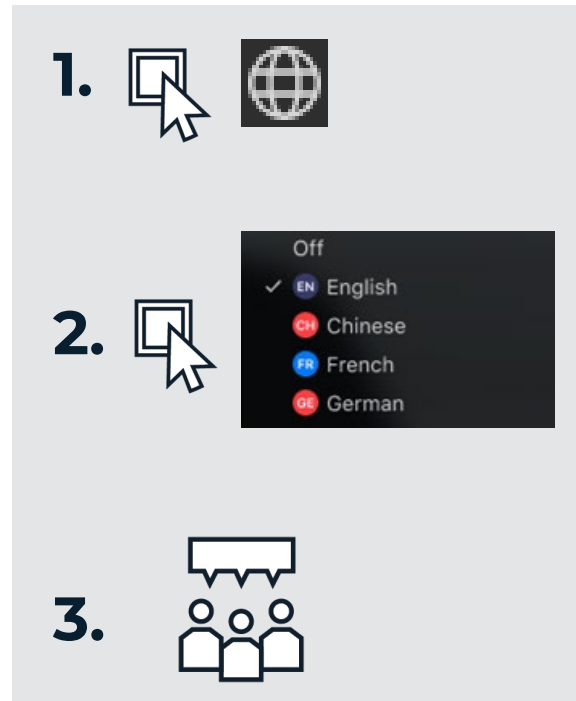 1.
Off
EN English
CH Chinese
2.
FR French
GE German
3.